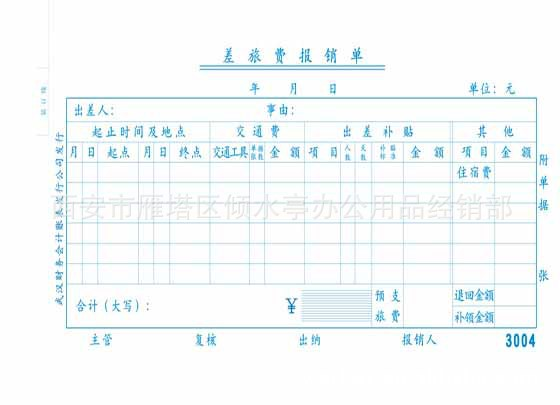 差旅费报销单
年 月 日 单位：元
出差人： 事由：
起止时间及地点 交通费 出差补贴 其他
月 日 起点 月 日 终点 交通工具 单据张数 金额 项目 人数 天数 补贴标准 金额 项目 金额
住宿费
西安市雁塔区倾水亭办公用品经销部
合计（大写）： ¥ 预支旅费 退回金额
补领金额
主管 复核 出纳 报销人 3004
附单据 张
武汉财务会计账表发行公司发行